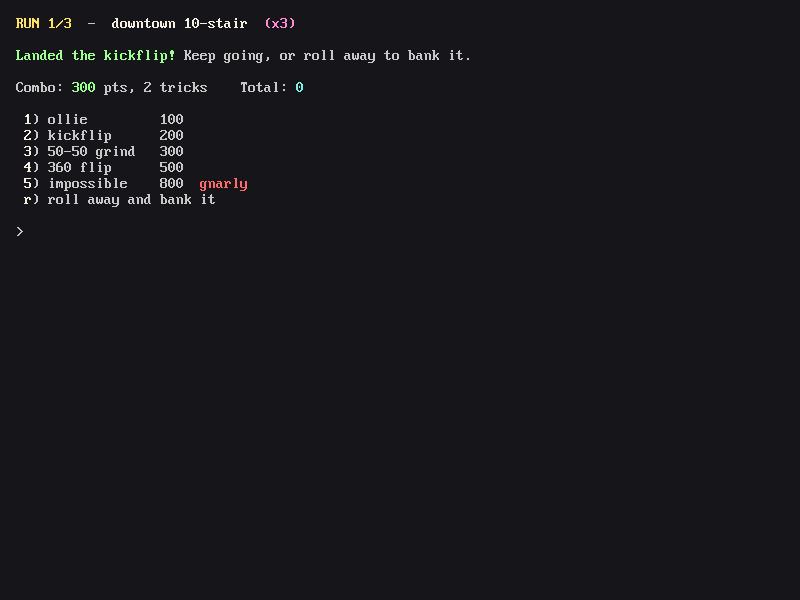 RUN 1/3  -  downtown 10-stair  (x3)
Landed the kickflip! Keep going, or roll away to bank it.
Combo: 300 pts, 2 tricks    Total: 0
1) ollie         100
2) kickflip      200
3) 50-50 grind   300
4) 360 flip      500
5) impossible    800  gnarly
r) roll away and bank it
>